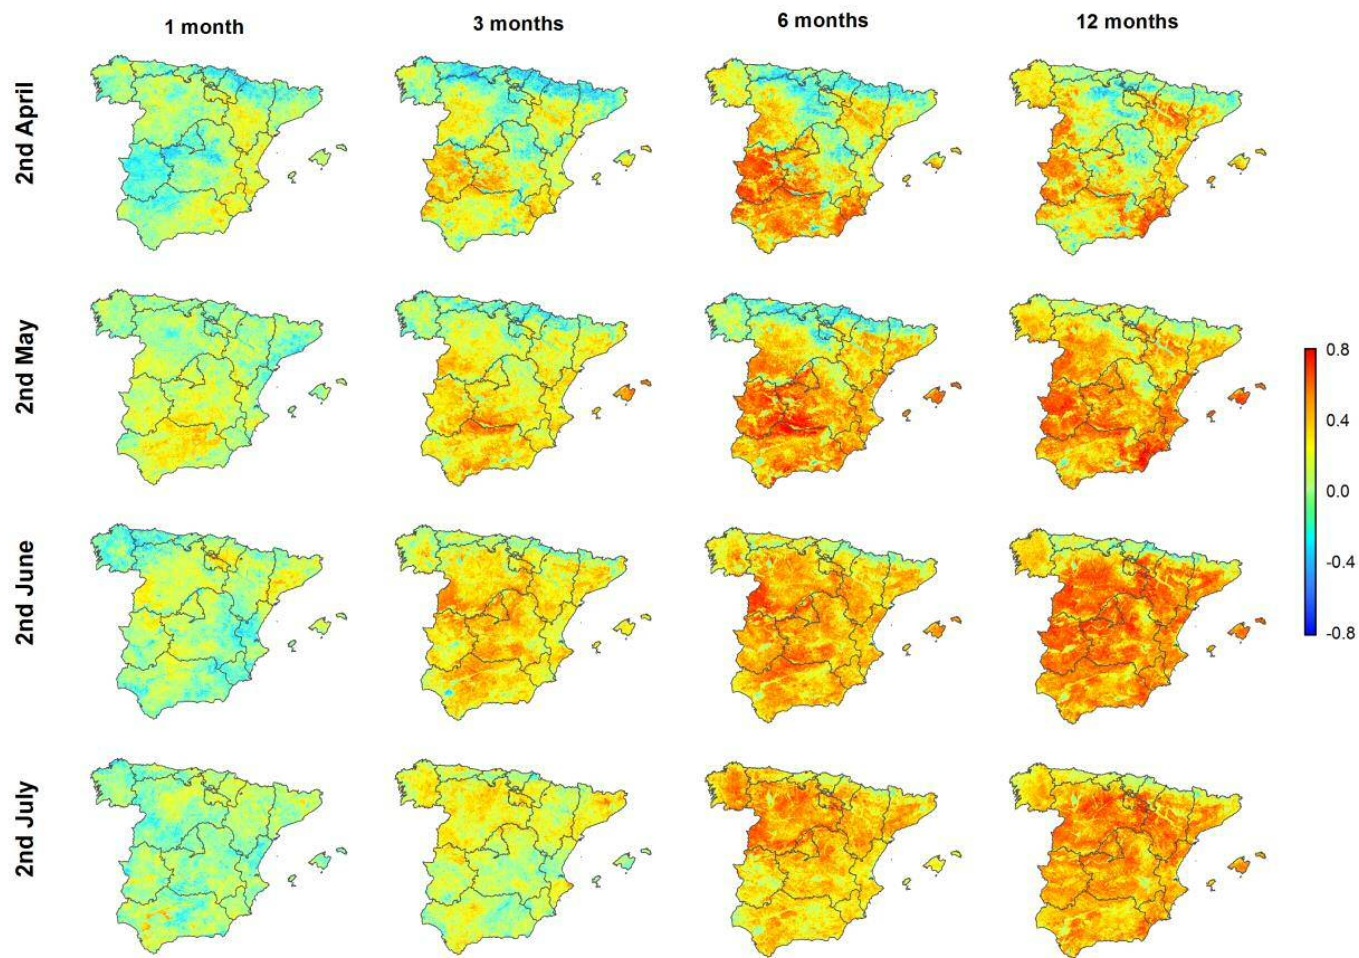 1 month
3 months
6 months
12 months
2nd April
2nd May
2nd June
2nd July
0.8
0.4
0.0
-0.4
-0.8